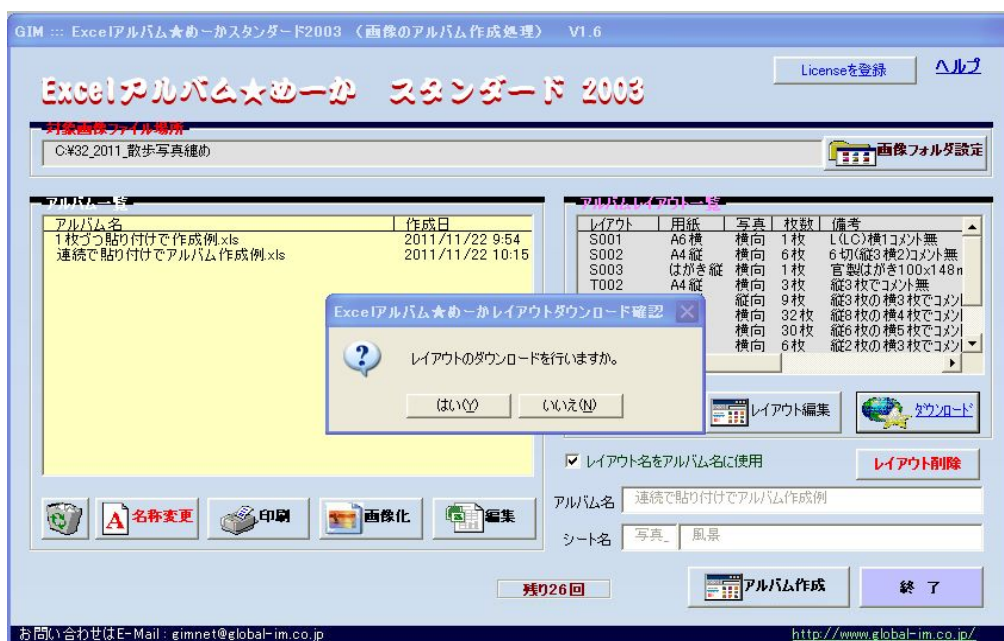 GIM ::: Excelアルバム★めーかスタンダード2003 （画像のアルバム作成処理） V1.6
Excelアルバム★めーか スタンダード 2003
Licenseを登録
ヘルプ
対象画像ファイル場所
C:¥32_2011_散歩写真纏め
画像フォルダ設定
アルバム一覧
アルバム名 作成日
1枚づつ貼り付けで作成例.xls 2011/11/22 9:54
連続で貼り付けでアルバム作成例.xls 2011/11/22 10:15
アルバムレイアウト一覧
レイアウト 用紙 写真 枚数 備考
S001 A6横 横向 1枚 L(LC)横1コメント無
S002 A4縦 横向 6枚 6切(縦3横2)コメント無
S003 はがき縦 横向 1枚 官製はがき100x148m
T002 A4縦 横向 3枚 縦3枚でコメント無
縦向 9枚 縦3枚の横3枚でコメン
横向 32枚 縦8枚の横4枚でコメン
横向 30枚 縦6枚の横5枚でコメン
横向 6枚 縦2枚の横3枚でコメン
Excelアルバム★めーかレイアウトダウンロード確認
レイアウトのダウンロードを行いますか。
はい(Y)
いいえ(N)
レイアウト編集
ダウンロード
レイアウト名をアルバム名に使用
レイアウト削除
アルバム名 連続で貼り付けでアルバム作成例
シート名 写真_ 風景
名称変更
印刷
画像化
編集
残り26回
アルバム作成
終 了
お問い合わせはE-Mail : gimnet@global-im.co.jp
http://www.global-im.co.jp/